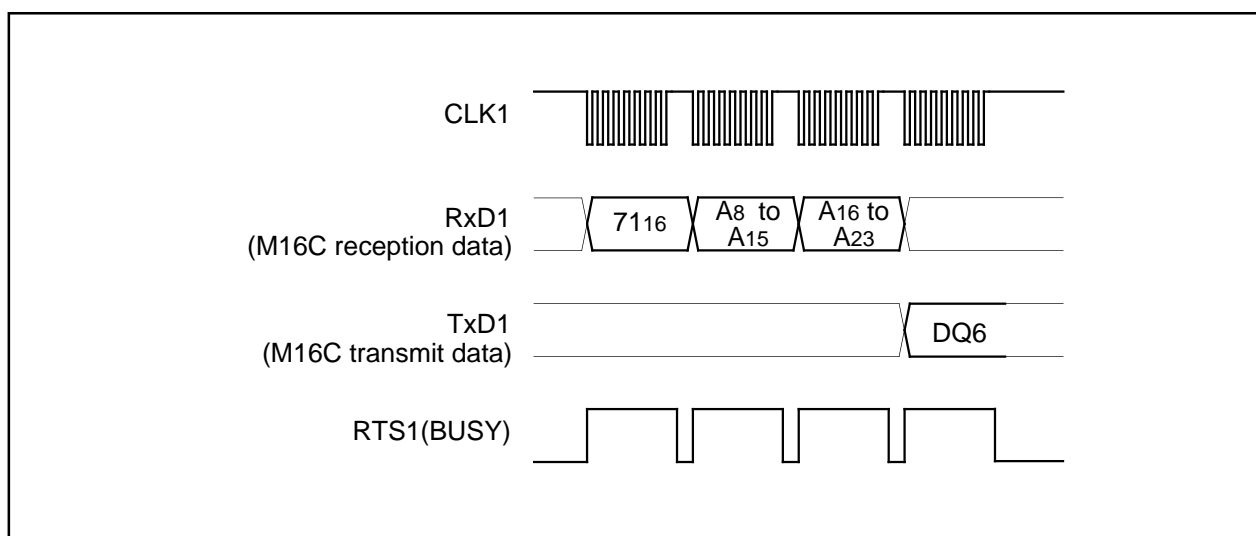 CLK1
RxD1
(M16C reception data)
7116
A8 to
A15
A16 to
A23
TxD1
(M16C transmit data)
DQ6
RTS1(BUSY)